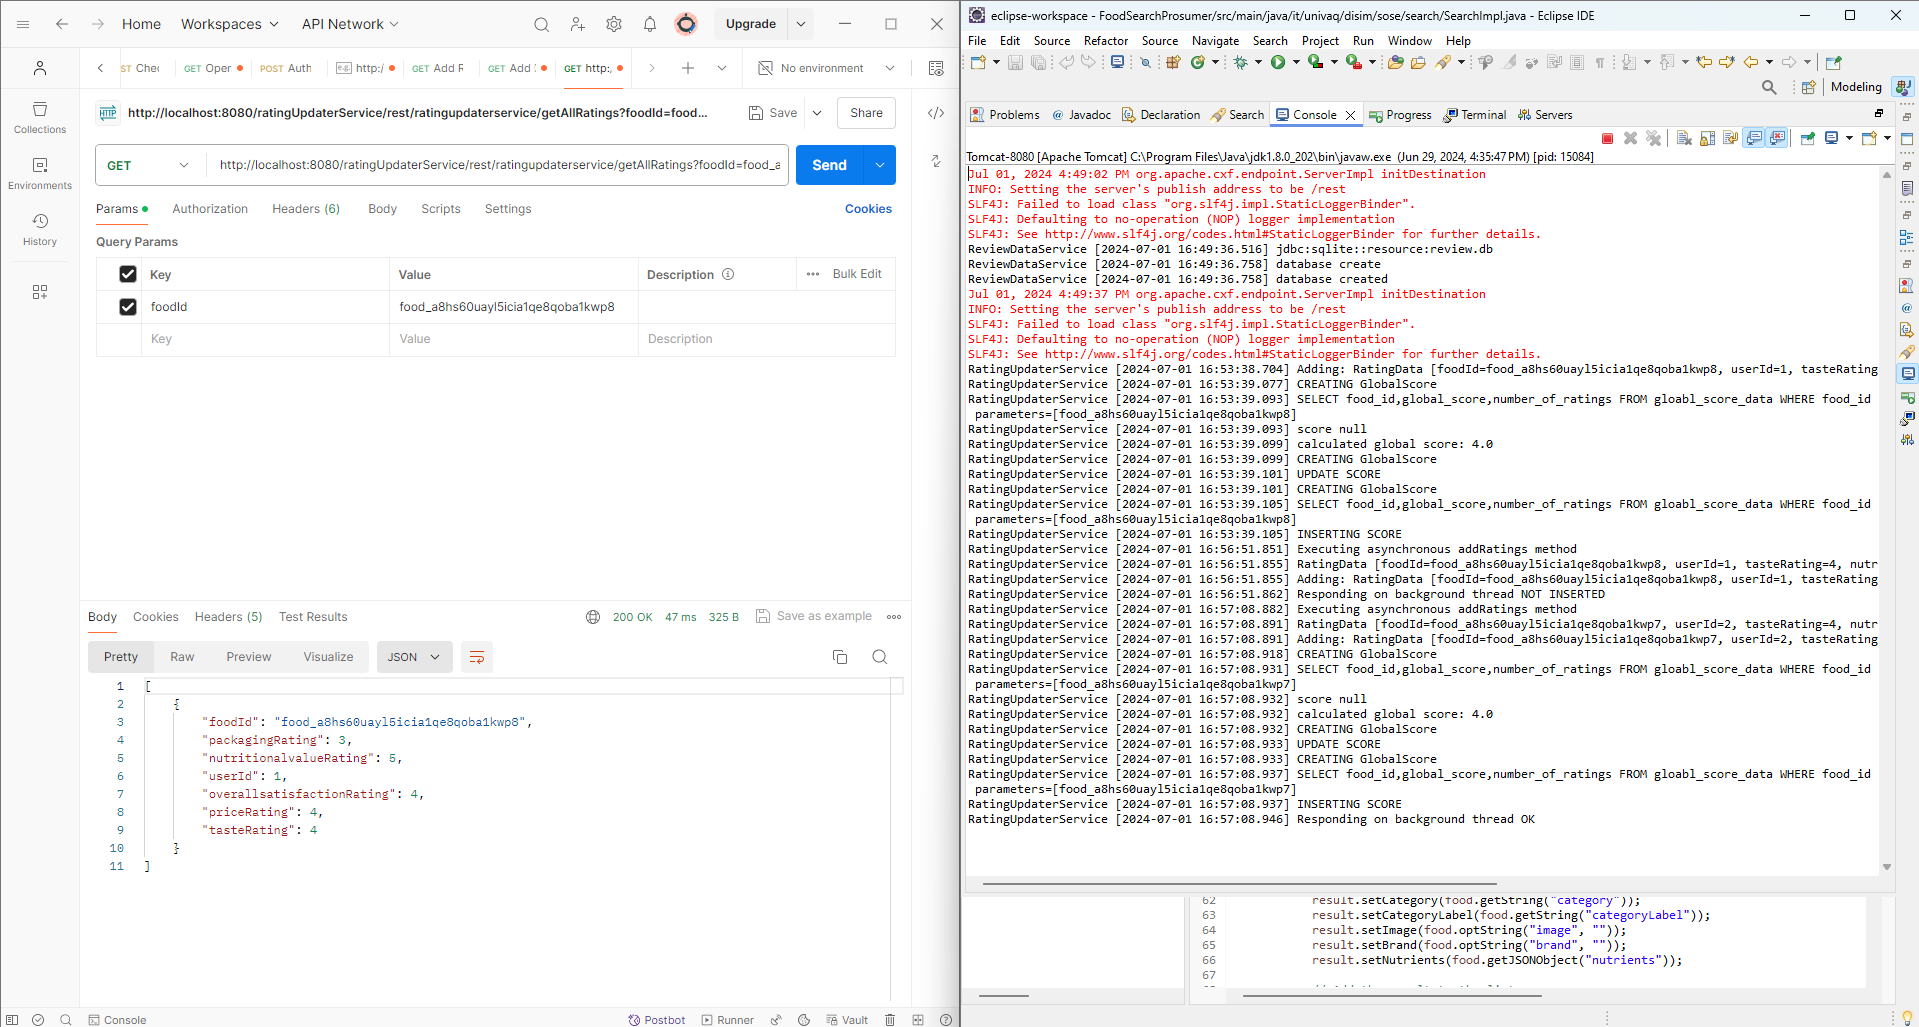 Home
Workspaces
API Network
Upgrade
ST Chec
GET Oper
POST Auth
http:/
GET Add R
GET Add
GET http:
No environment
Collections
Environments
History
HTTP
http://localhost:8080/ratingUpdaterService/rest/ratingupdaterservice/getAllRatings?foodId=food...
Save
Share
GET
http://localhost:8080/ratingUpdaterService/rest/ratingupdaterservice/getAllRatings?foodId=food_a
Send
Params
Authorization
Headers (6)
Body
Scripts
Settings
Cookies
Query Params
Key
Value
Description
Bulk Edit
foodId
food_a8hs60uayl5icia1qe8qoba1kwp8
Key
Value
Description
Body
Cookies
Headers (5)
Test Results
200 OK
47 ms
325 B
Save as example
Pretty
Raw
Preview
Visualize
JSON
1 [
2 {
3 "foodId": "food_a8hs60uayl5icia1qe8qoba1kwp8",
4 "packagingRating": 3,
5 "nutritionalvalueRating": 5,
6 "userId": 1,
7 "overallsatisfactionRating": 4,
8 "priceRating": 4,
9 "tasteRating": 4
10 }
11 ]
Console
Postbot
Runner
Vault
eclipse-workspace - FoodSearchProsumer/src/main/java/it/univaq/disim/sose/search/SearchImpl.java - Eclipse IDE
File Edit Source Refactor Source Navigate Search Project Run Window Help
Modeling
Problems
Javadoc
Declaration
Search
Console
Progress
Terminal
Servers
Tomcat-8080 [Apache Tomcat] C:\Program Files\Java\jdk1.8.0_202\bin\javaw.exe (Jun 29, 2024, 4:35:47 PM) [pid: 15084]
Jul 01, 2024 4:49:02 PM org.apache.cxf.endpoint.ServerImpl initDestination
INFO: Setting the server's publish address to be /rest
SLF4J: Failed to load class "org.slf4j.impl.StaticLoggerBinder".
SLF4J: Defaulting to no-operation (NOP) logger implementation
SLF4J: See http://www.slf4j.org/codes.html#StaticLoggerBinder for further details.
ReviewDataService [2024-07-01 16:49:36.516] jdbc:sqlite::resource:review.db
ReviewDataService [2024-07-01 16:49:36.758] database create
ReviewDataService [2024-07-01 16:49:36.758] database created
Jul 01, 2024 4:49:37 PM org.apache.cxf.endpoint.ServerImpl initDestination
INFO: Setting the server's publish address to be /rest
SLF4J: Failed to load class "org.slf4j.impl.StaticLoggerBinder".
SLF4J: Defaulting to no-operation (NOP) logger implementation
SLF4J: See http://www.slf4j.org/codes.html#StaticLoggerBinder for further details.
RatingUpdaterService [2024-07-01 16:53:38.704] Adding: RatingData [foodId=food_a8hs60uayl5icia1qe8qoba1kwp8, userId=1, tasteRating
RatingUpdaterService [2024-07-01 16:53:39.077] CREATING GlobalScore
RatingUpdaterService [2024-07-01 16:53:39.093] SELECT food_id,global_score,number_of_ratings FROM gloabl_score_data WHERE food_id
parameters=[food_a8hs60uayl5icia1qe8qoba1kwp8]
RatingUpdaterService [2024-07-01 16:53:39.093] score null
RatingUpdaterService [2024-07-01 16:53:39.099] calculated global score: 4.0
RatingUpdaterService [2024-07-01 16:53:39.099] CREATING GlobalScore
RatingUpdaterService [2024-07-01 16:53:39.101] UPDATE SCORE
RatingUpdaterService [2024-07-01 16:53:39.101] CREATING GlobalScore
RatingUpdaterService [2024-07-01 16:53:39.105] SELECT food_id,global_score,number_of_ratings FROM gloabl_score_data WHERE food_id
parameters=[food_a8hs60uayl5icia1qe8qoba1kwp8]
RatingUpdaterService [2024-07-01 16:53:39.105] INSERTING SCORE
RatingUpdaterService [2024-07-01 16:56:51.851] Executing asynchronous addRatings method
RatingUpdaterService [2024-07-01 16:56:51.855] RatingData [foodId=food_a8hs60uayl5icia1qe8qoba1kwp8, userId=1, tasteRating=4, nutr
RatingUpdaterService [2024-07-01 16:56:51.855] Adding: RatingData [foodId=food_a8hs60uayl5icia1qe8qoba1kwp8, userId=1, tasteRating
RatingUpdaterService [2024-07-01 16:56:51.862] Responding on background thread NOT INSERTED
RatingUpdaterService [2024-07-01 16:57:08.882] Executing asynchronous addRatings method
RatingUpdaterService [2024-07-01 16:57:08.891] RatingData [foodId=food_a8hs60uayl5icia1qe8qoba1kwp7, userId=2, tasteRating=4, nutr
RatingUpdaterService [2024-07-01 16:57:08.891] Adding: RatingData [foodId=food_a8hs60uayl5icia1qe8qoba1kwp7, userId=2, tasteRating
RatingUpdaterService [2024-07-01 16:57:08.918] CREATING GlobalScore
RatingUpdaterService [2024-07-01 16:57:08.931] SELECT food_id,global_score,number_of_ratings FROM gloabl_score_data WHERE food_id
parameters=[food_a8hs60uayl5icia1qe8qoba1kwp7]
RatingUpdaterService [2024-07-01 16:57:08.932] score null
RatingUpdaterService [2024-07-01 16:57:08.932] calculated global score: 4.0
RatingUpdaterService [2024-07-01 16:57:08.932] CREATING GlobalScore
RatingUpdaterService [2024-07-01 16:57:08.933] UPDATE SCORE
RatingUpdaterService [2024-07-01 16:57:08.933] CREATING GlobalScore
RatingUpdaterService [2024-07-01 16:57:08.937] SELECT food_id,global_score,number_of_ratings FROM gloabl_score_data WHERE food_id
parameters=[food_a8hs60uayl5icia1qe8qoba1kwp7]
RatingUpdaterService [2024-07-01 16:57:08.937] INSERTING SCORE
RatingUpdaterService [2024-07-01 16:57:08.946] Responding on background thread OK
62 result.setCategory(food.getString("category"));
63 result.setCategoryLabel(food.getString("categoryLabel"));
64 result.setImage(food.optString("image", ""));
65 result.setBrand(food.optString("brand", ""));
66 result.setNutrients(food.getJSONObject("nutrients"));
67